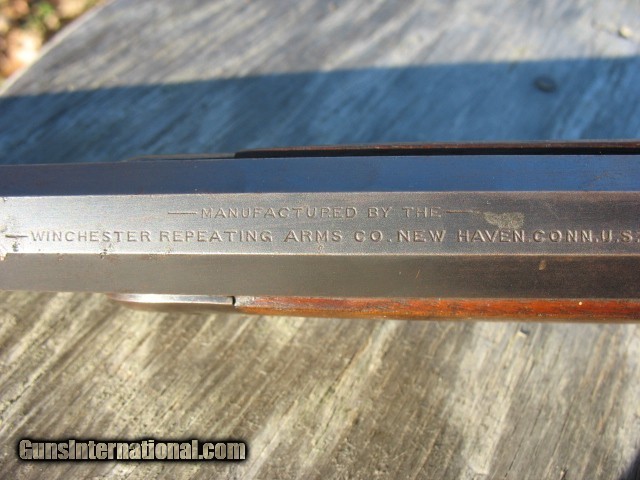 —MANUFACTURED BY THE—
—WINCHESTER REPEATING ARMS CO. NEW HAVEN. CONN. U.S.
GunsInternational.com